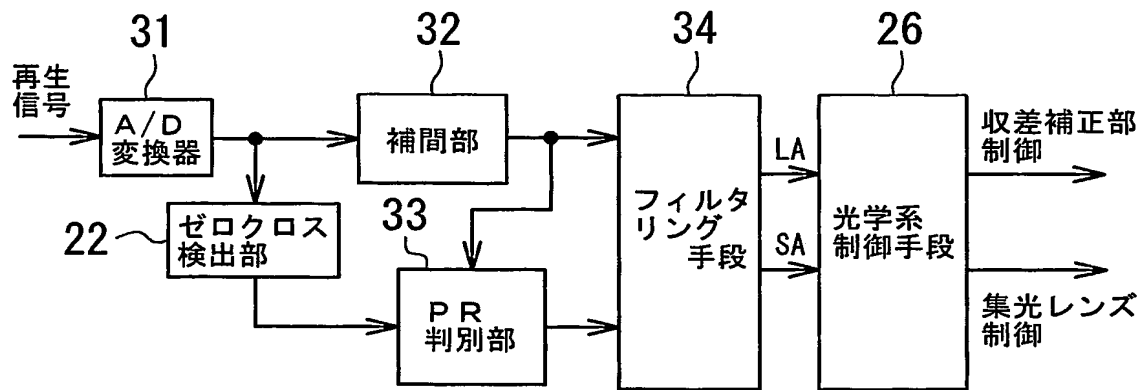 31
32
34
26
再生
信号
A/D
変換器
補間部
LA
収差補正部
制御
22
ゼロクロス
検出部
33
フィルタ
リング
手段
光学系
制御手段
SA
PR
判別部
集光レンズ
制御